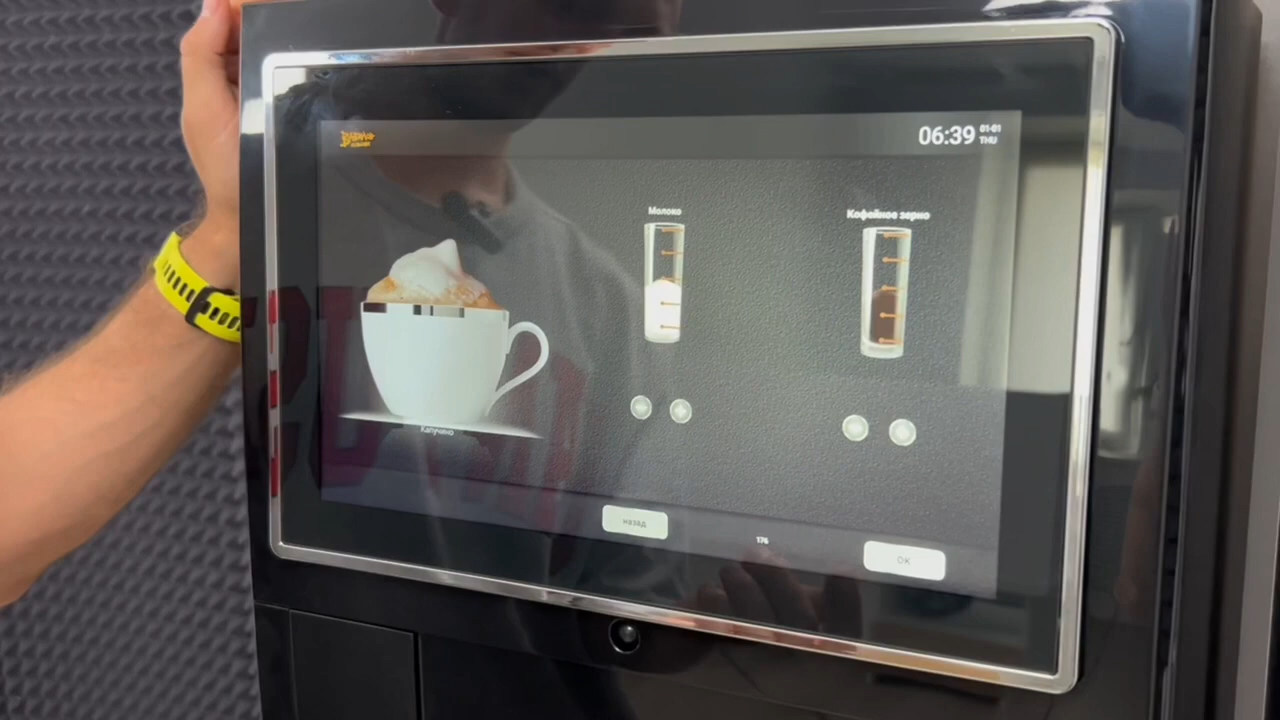 06:39
01-01
THU
Молоко
Кофейное зерно
Капучино
назад
176
OK